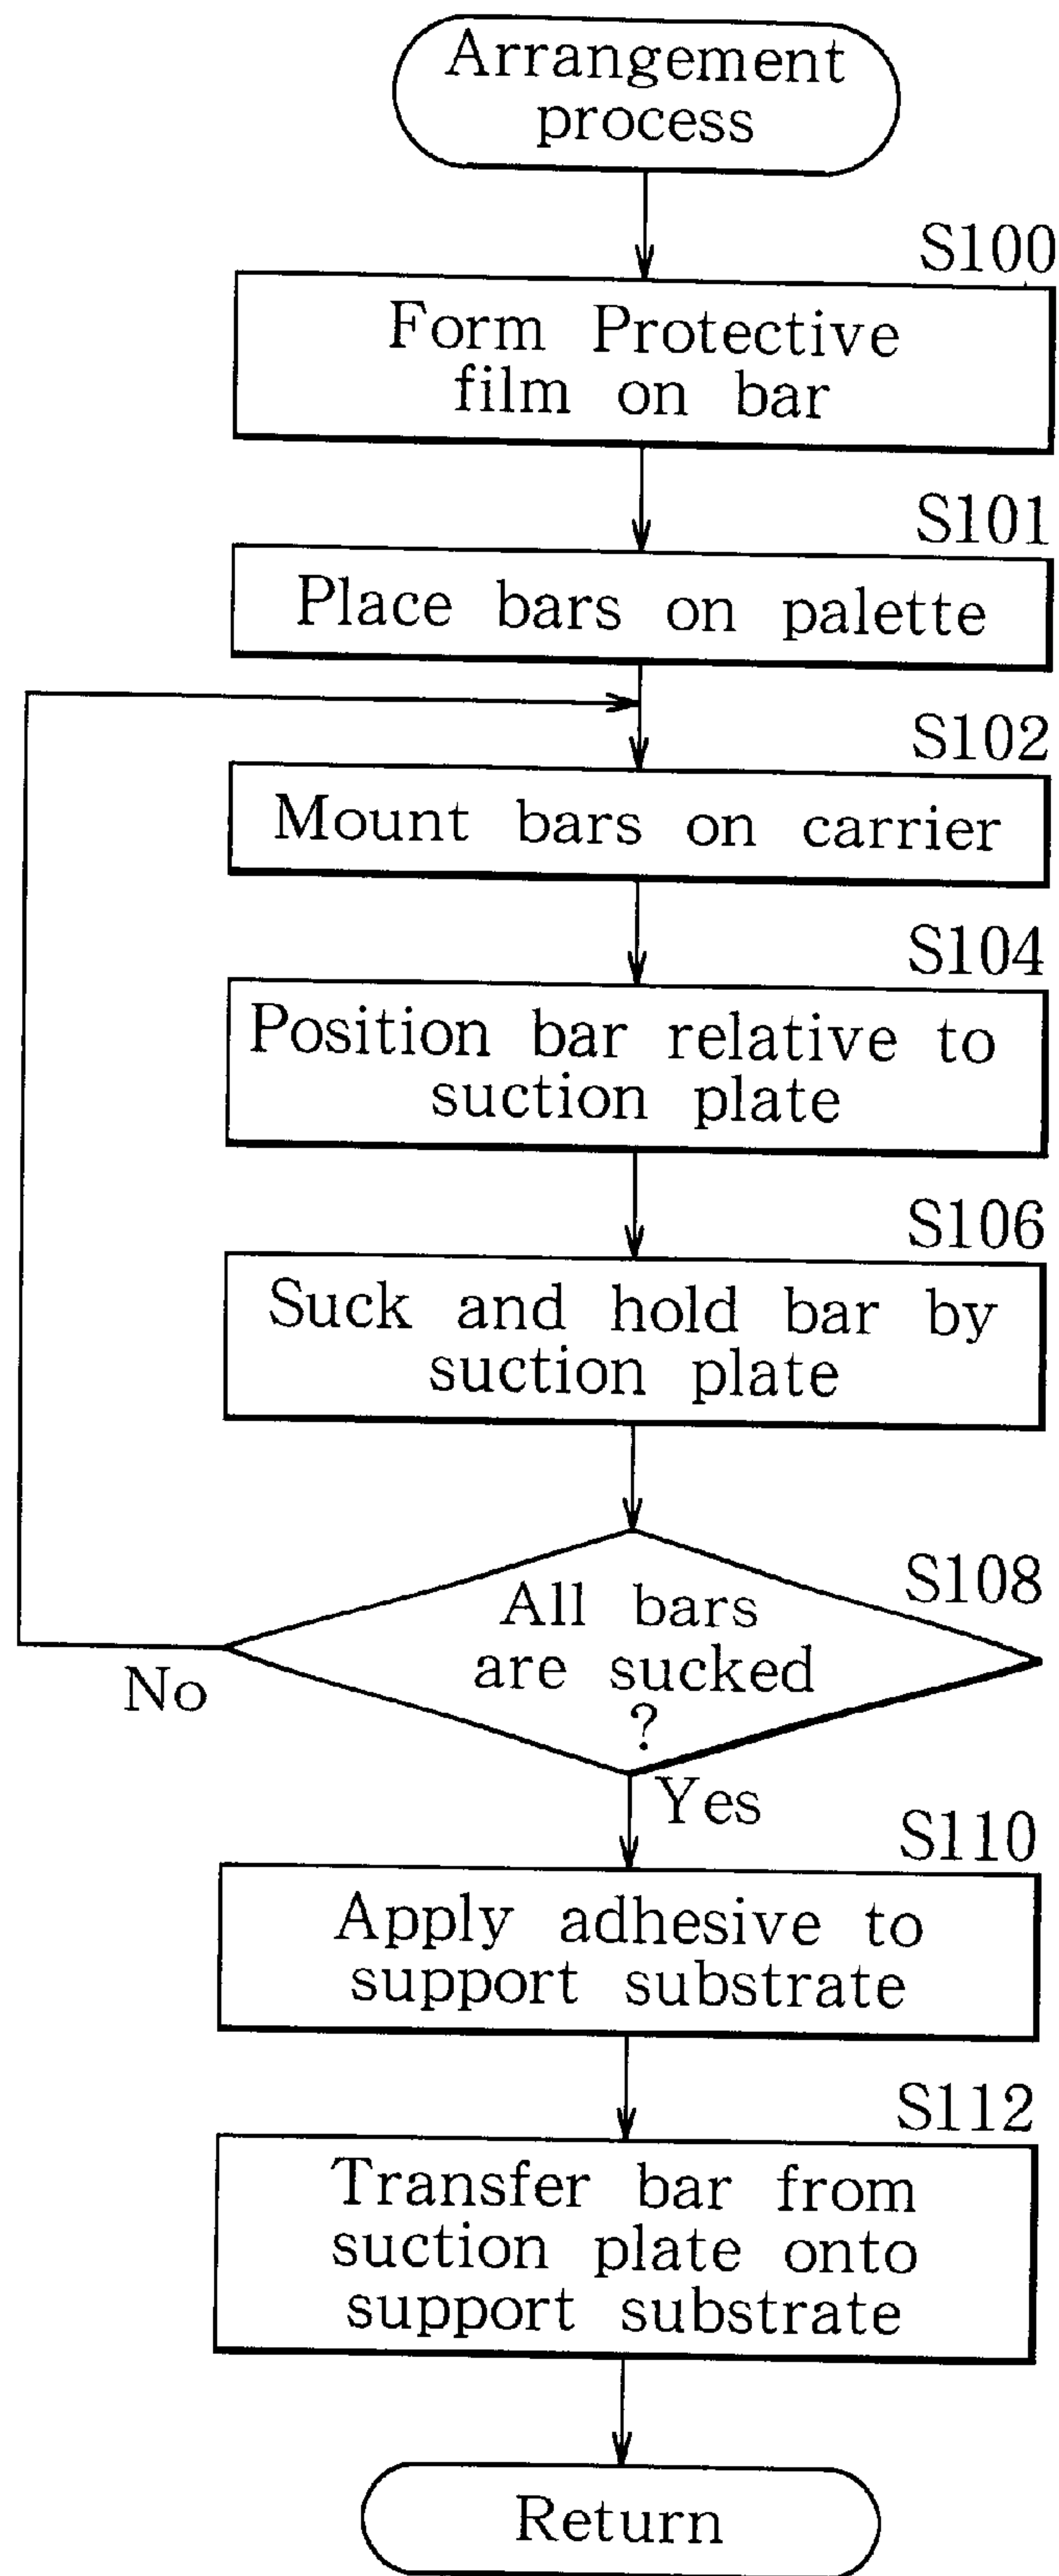 Arrangement
process
S100
Form Protective
film on bar
S101
Place bars on palette
S102
Mount bars on carrier
S104
Position bar relative to
suction plate
S106
Suck and hold bar by
suction plate
S108
All bars
are sucked
?
No
Yes
S110
Apply adhesive to
support substrate
S112
Transfer bar from
suction plate onto
support substrate
Return